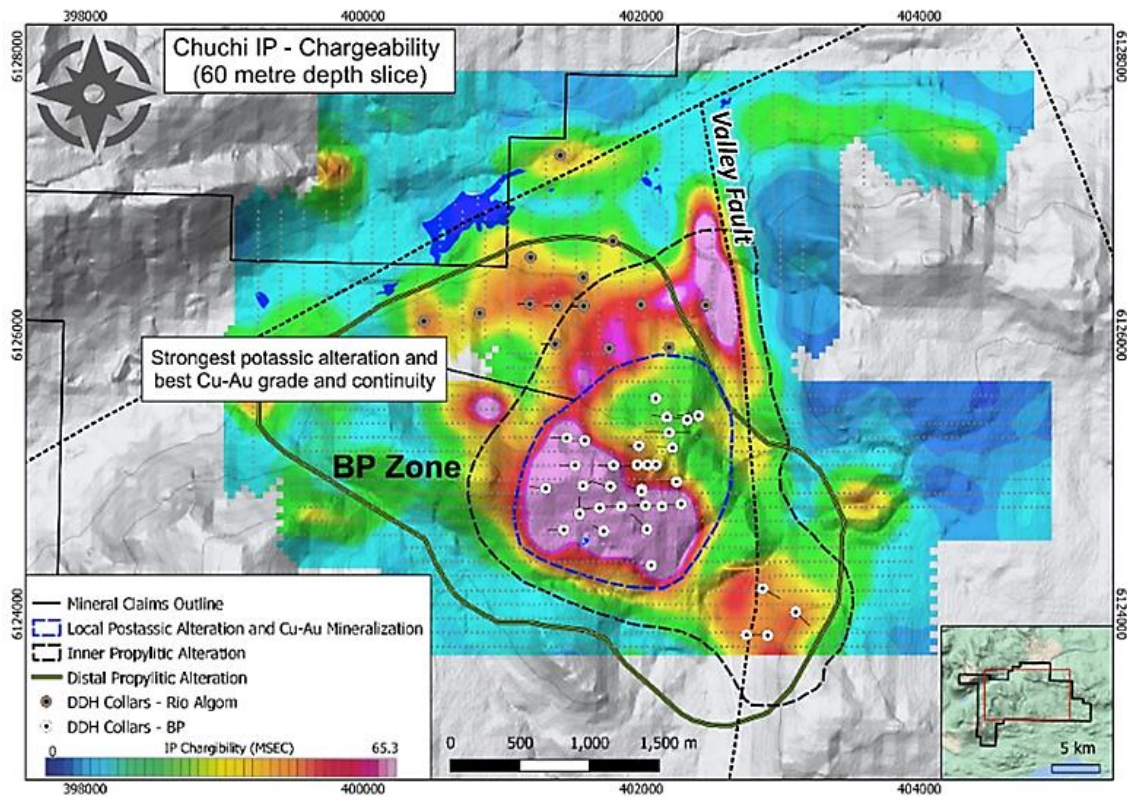 398000 400000 402000 404000
Chuchi IP - Chargeability
(60 metre depth slice)
6128000
6128000
Valley Fault
6126000
6126000
Strongest potassic alteration and
best Cu-Au grade and continuity
BP Zone
6124000
6124000
Mineral Claims Outline
Local Postassic Alteration and Cu-Au Mineralization
Inner Propylitic Alteration
Distal Propylitic Alteration
DDH Collars - Rio Algom
DDH Collars - BP
0 IP Chargibility (MSEC) 65.3
0 500 1,000 1,500 m
5 km
398000 400000 402000 404000